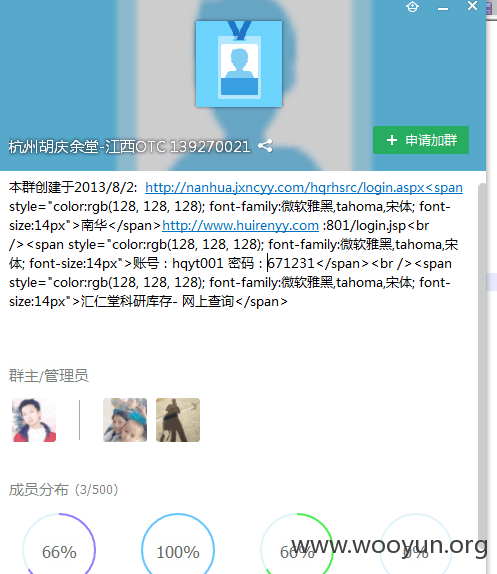 杭州胡庆余堂-江西OTC 139270021
申请加群
本群创建于2013/8/2: http://nanhua.jxncyy.com/hqrhsrc/login.aspx<span
style="color:rgb(128, 128, 128); font-family:微软雅黑,tahoma,宋体; font-
size:14px">南华</span>http://www.huirenyy.com :801/login.jsp<br
/><span style="color:rgb(128, 128, 128); font-family:微软雅黑,tahoma,宋
体; font-size:14px">账号：hqyt001 密码：671231</span><br /><span
style="color:rgb(128, 128, 128); font-family:微软雅黑,tahoma,宋体; font-
size:14px">汇仁堂科研库存- 网上查询</span>
群主/管理员
成员分布 (3/500)
66% 100% 66% 0%
www.wooyun.org